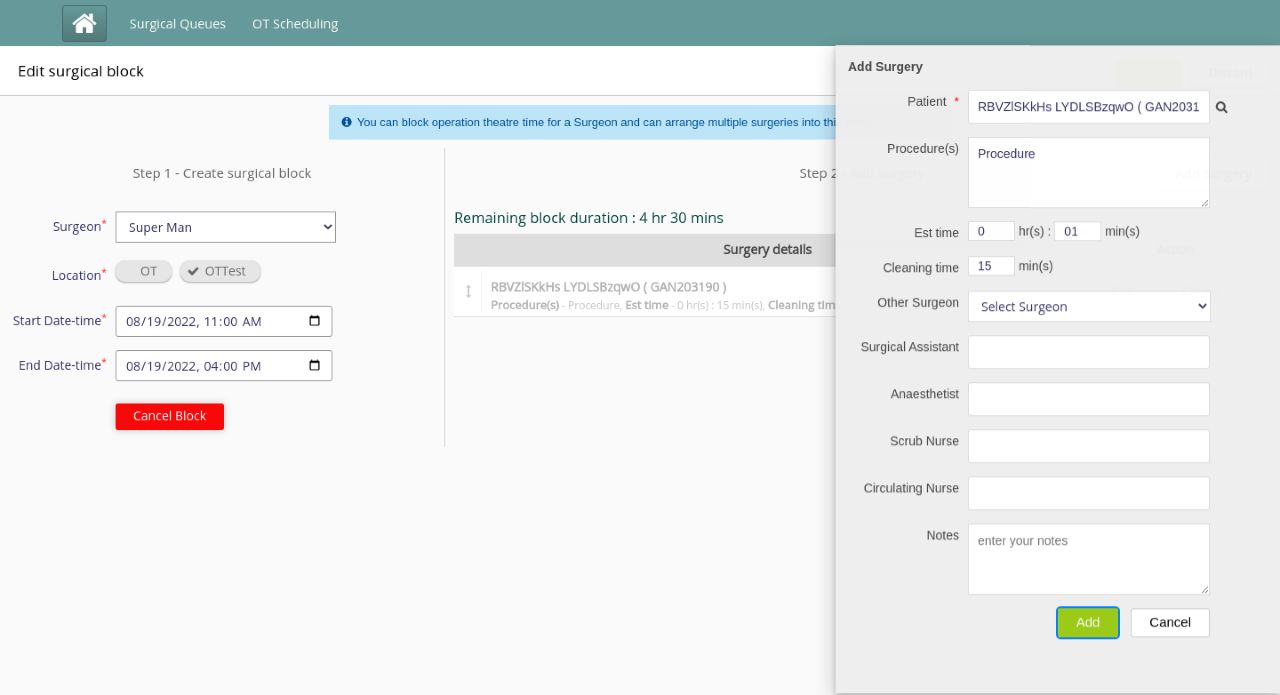 Surgical Queues OT Scheduling
Edit surgical block
You can block operation theatre time for a Surgeon and can arrange multiple surgeries into thi
Step 1 - Create surgical block
Step 2
Surgeon*
Super Man
Location*
OT
OTTest
Start Date-time*
08/19/2022, 11:00 AM
End Date-time*
08/19/2022, 04:00 PM
Cancel Block
Remaining block duration : 4 hr 30 mins
Surgery details
RBVZlSKkHs LYDLSBzqwO ( GAN203190 )
Procedure(s) - Procedure, Est time - 0 hr(s) : 15 min(s), Cleaning tim
Add Surgery
Patient *
RBVZlSKkHs LYDLSBzqwO ( GAN2031
Procedure(s)
Procedure
Est time
0 hr(s) : 01 min(s)
Cleaning time
15 min(s)
Other Surgeon
Select Surgeon
Surgical Assistant
Anaesthetist
Scrub Nurse
Circulating Nurse
Notes
enter your notes
Add
Cancel
Action